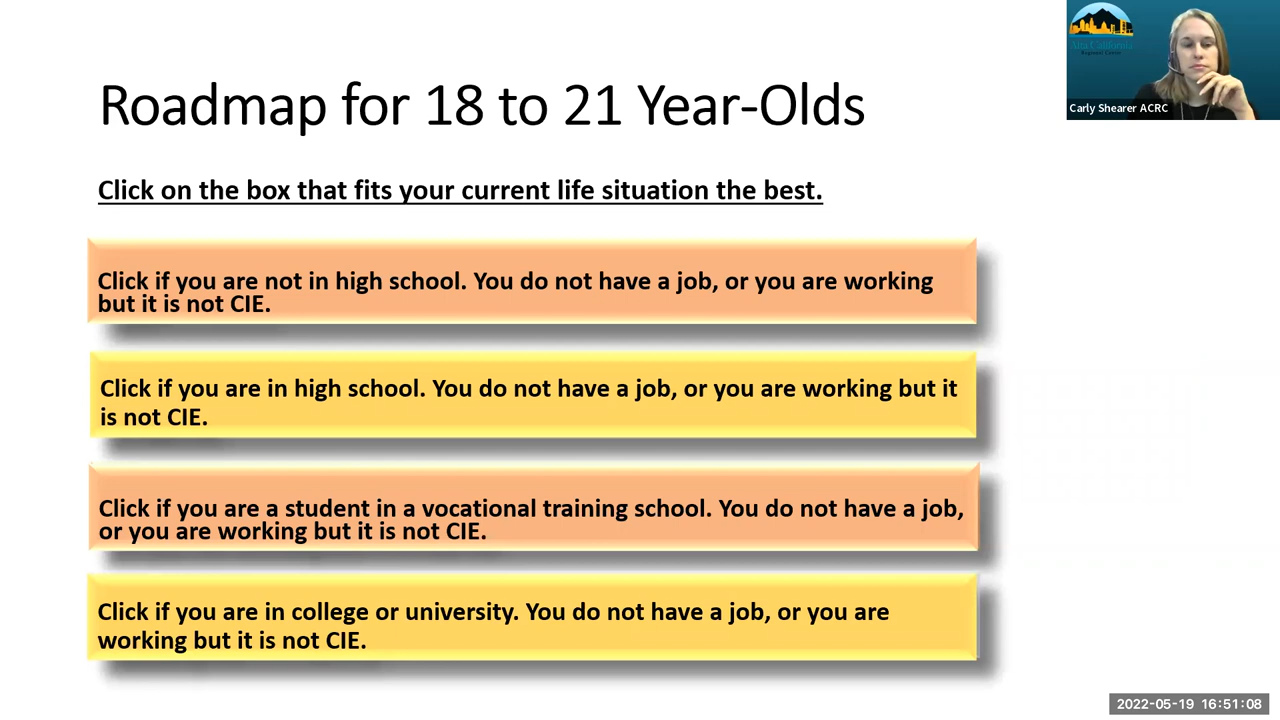 Roadmap for 18 to 21 Year-Olds
Click on the box that fits your current life situation the best.
Click if you are not in high school. You do not have a job, or you are working
but it is not CIE.
Click if you are in high school. You do not have a job, or you are working but it
is not CIE.
Click if you are a student in a vocational training school. You do not have a job,
or you are working but it is not CIE.
Click if you are in college or university. You do not have a job, or you are
working but it is not CIE.
Alta California
Regional Center
Carly Shearer ACRC
2022-05-19 16:51:08